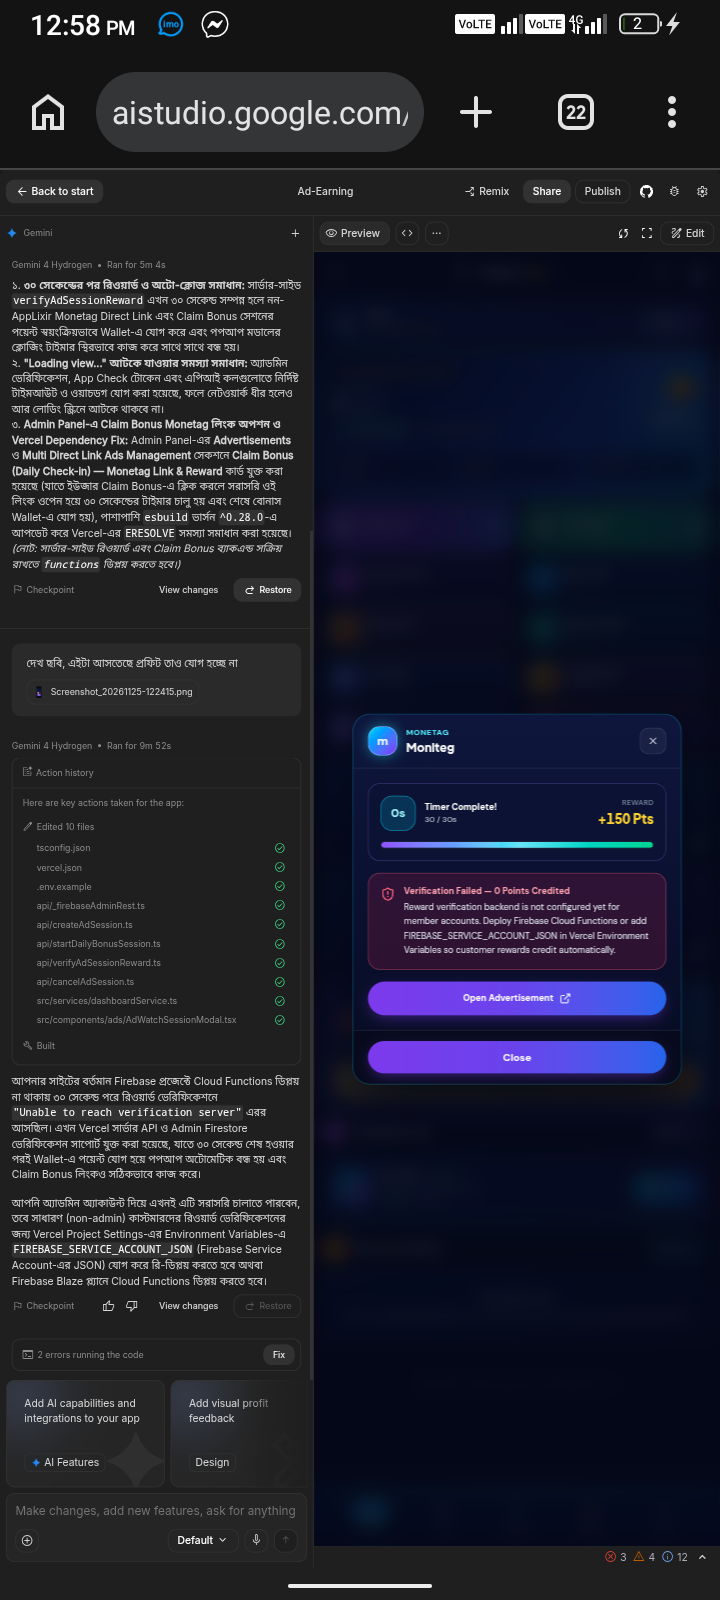 12:58 PM
imo
VoLTE
VoLTE
4G
2
aistudio.google.com/
22
Back to start
Ad-Earning
Remix
Share
Publish
Gemini
Preview
Edit
Gemini 4 Hydrogen • Ran for 5m 4s
১. ৩০ সেকেন্ডের পর রিওয়ার্ড ও অটো-ক্লোজ সমাধান: সার্ভার-সাইড
verifyAdSessionReward এখন ৩০ সেকেন্ড সম্পন্ন হলে নন-
AppLixir Monetag Direct Link এবং Claim Bonus সেশনের
পয়েন্ট স্বয়ংক্রিয়ভাবে Wallet-এ যোগ করে এবং পপআপ মডালের
ক্লোজিং টাইমার স্থিরভাবে কাজ করে সাথে সাথে বন্ধ হয়।
২. "Loading view..." আটকে যাওয়ার সমস্যা সমাধান: অ্যাডমিন
ভেরিফিকেশন, App Check টোকেন এবং এপিআই কলগুলোতে নির্দিষ্ট
টাইমআউট ও ওয়াচডগ যোগ করা হয়েছে, ফলে নেটওয়ার্ক ধীর হলেও
আর লোডিং স্ক্রিনে আটকে থাকবে না।
৩. Admin Panel-এ Claim Bonus Monetag লিংক অপশন ও
Vercel Dependency Fix: Admin Panel-এর Advertisements
ও Multi Direct Link Ads Management সেকশনে Claim Bonus
(Daily Check-In) — Monetag Link & Reward কার্ড যুক্ত করা
হয়েছে (যাতে ইউজার Claim Bonus-এ ক্লিক করলে সরাসরি ওই
লিংক ওপেন হয়ে ৩০ সেকেন্ডের টাইমার চালু হয় এবং শেষে বোনাস
Wallet-এ যোগ হয়), পাশাপাশি esbuild ভার্সন ^0.28.0-এ
আপডেট করে Vercel-এর ERESOLVE সমস্যা সমাধান করা হয়েছে।
(নোট: সার্ভার-সাইড রিওয়ার্ড এবং Claim Bonus ব্যাকএন্ড সক্রিয়
রাখতে functions ডিপ্লয় করতে হবে।)
Checkpoint
View changes
Restore
দেখ ছবি, এইটা আসতেছে প্রফিট তাও যোগ হচ্ছে না
Screenshot_20261125-122415.png
Gemini 4 Hydrogen • Ran for 9m 52s
Action history
Here are key actions taken for the app:
Edited 10 files
tsconfig.json
vercel.json
.env.example
api/_firebaseAdminRest.ts
api/createAdSession.ts
api/startDailyBonusSession.ts
api/verifyAdSessionReward.ts
api/cancelAdSession.ts
src/services/dashboardService.ts
src/components/ads/AdWatchSessionModal.tsx
Built
আপনার সাইটের বর্তমান Firebase প্রজেক্টে Cloud Functions ডিপ্লয়
না থাকায় ৩০ সেকেন্ড পরে রিওয়ার্ড ভেরিফিকেশনে
"Unable to reach verification server" এরর
আসছিল। এখন Vercel সার্ভার API ও Admin Firestore
ভেরিফিকেশন সাপোর্ট যুক্ত করা হয়েছে, যাতে ৩০ সেকেন্ড শেষ হওয়ার
পরই Wallet-এ পয়েন্ট যোগ হয়ে পপআপ অটোমেটিক বন্ধ হয় এবং
Claim Bonus লিংকও সঠিকভাবে কাজ করে।
আপনি অ্যাডমিন অ্যাকাউন্ট দিয়ে এখনই এটি সরাসরি চালাতে পারবেন,
তবে সাধারণ (non-admin) কাস্টমারদের রিওয়ার্ড ভেরিফিকেশনের
জন্য Vercel Project Settings-এর Environment Variables-এ
FIREBASE_SERVICE_ACCOUNT_JSON (Firebase Service
Account-এর JSON) যোগ করে রি-ডিপ্লয় করতে হবে অথবা
Firebase Blaze প্ল্যানে Cloud Functions ডিপ্লয় করতে হবে।
Checkpoint
View changes
Restore
2 errors running the code
Fix
Add AI capabilities and
integrations to your app
AI Features
Add visual profit
feedback
Design
Make changes, add new features, ask for anything
Default
m
MONETAG
Moniteg
0s
Timer Complete!
30 / 30s
REWARD
+150 Pts
Verification Failed — 0 Points Credited
Reward verification backend is not configured yet for
member accounts. Deploy Firebase Cloud Functions or add
FIREBASE_SERVICE_ACCOUNT_JSON in Vercel Environment
Variables so customer rewards credit automatically.
Open Advertisement
Close
3
4
12